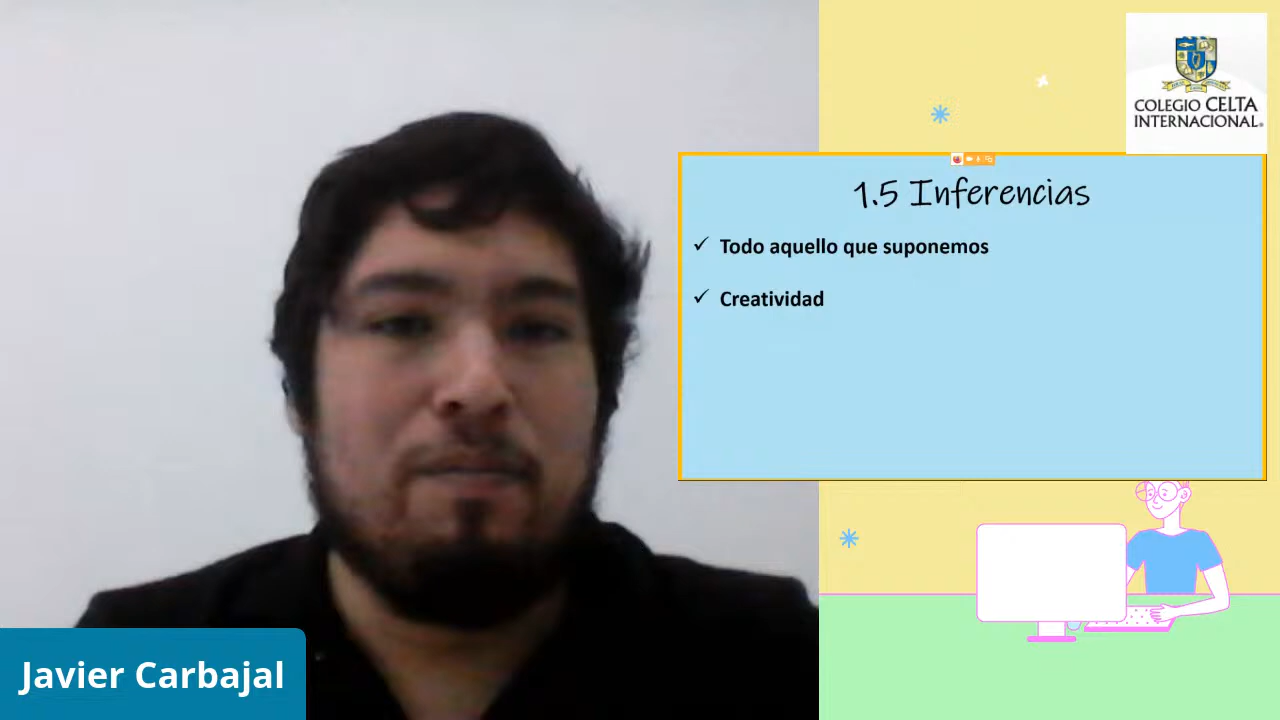 COLEGIO CELTA
INTERNACIONAL
1.5 Inferencias
✓ Todo aquello que suponemos
✓ Creatividad
Javier Carbajal